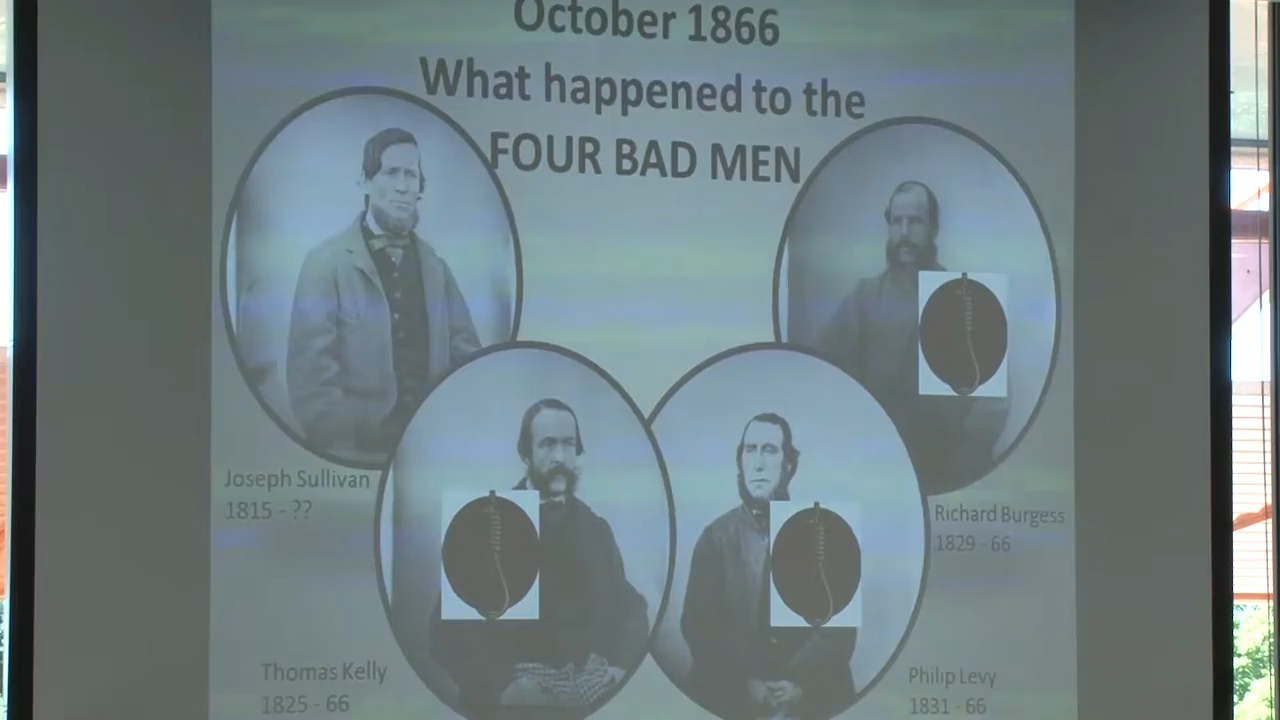 October 1866
What happened to the
FOUR BAD MEN
Joseph Sullivan
1815 - ??
Richard Burgess
1829 - 66
Thomas Kelly
1825 - 66
Philip Levy
1831 - 66